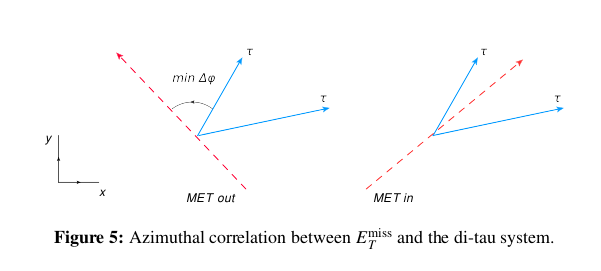 τ
min Δφ
τ
y
x
MET out
τ
τ
MET in
Figure 5: Azimuthal correlation between E_T^miss and the di-tau system.